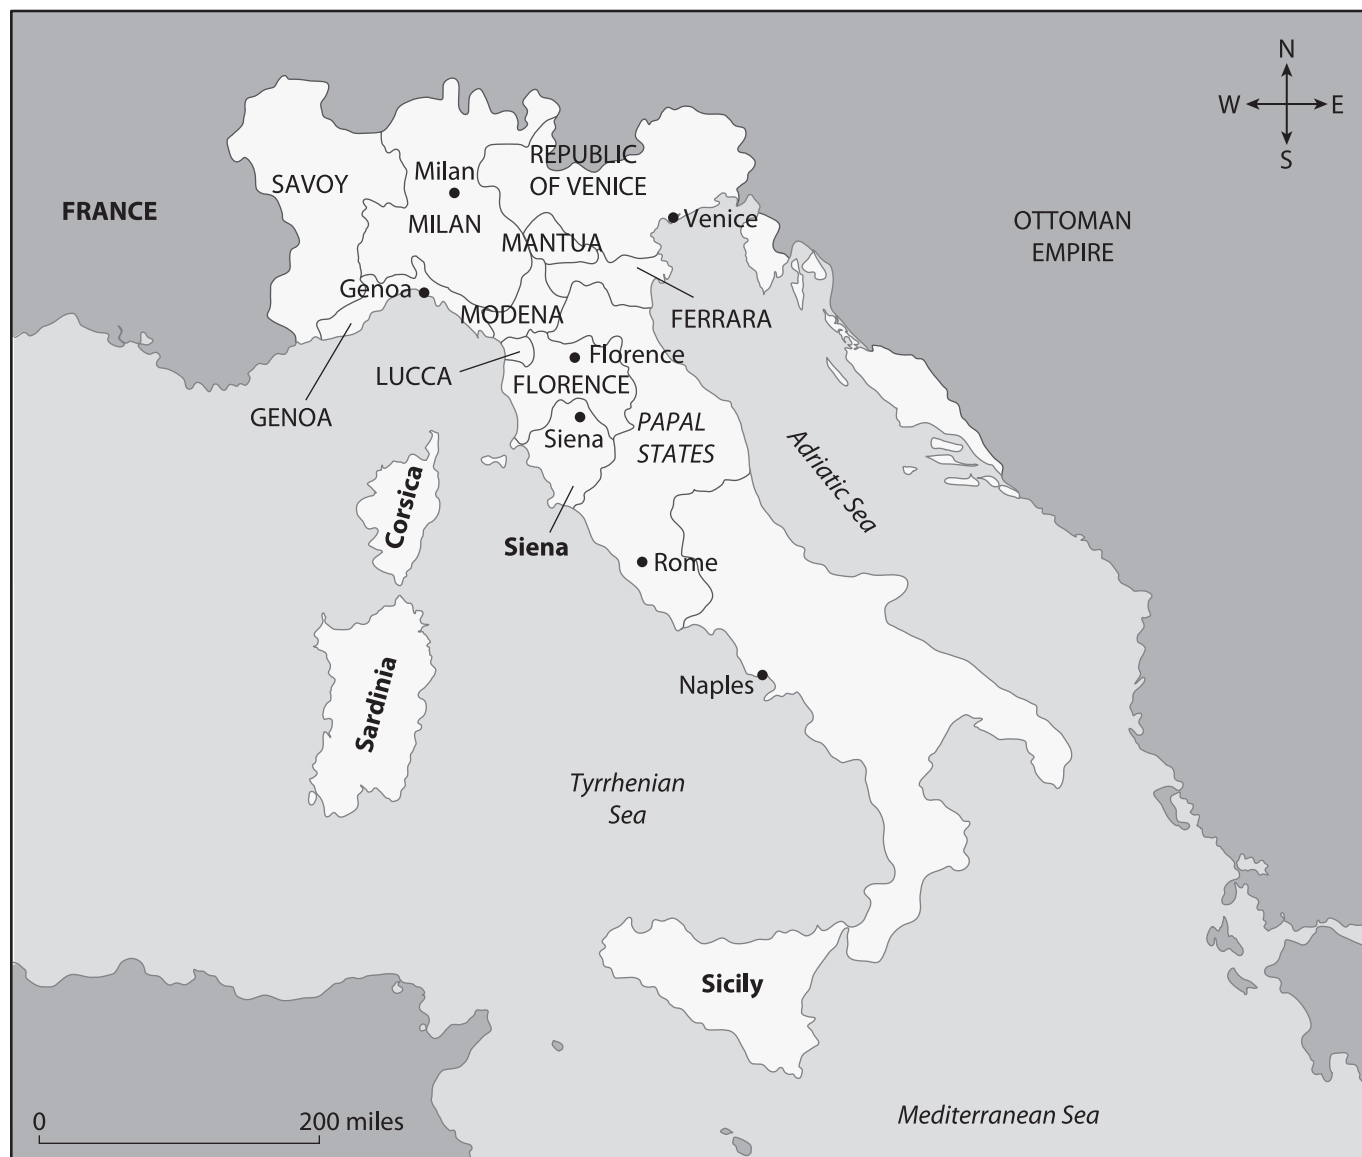 N
W E
S
FRANCE
SAVOY
Milan
MILAN
REPUBLIC
OF VENICE
Venice
OTTOMAN
EMPIRE
MANTUA
Genoa
MODENA
FERRARA
LUCCA
Florence
FLORENCE
GENOA
Siena
PAPAL
STATES
Adriatic Sea
Corsica
Siena
Rome
Sardinia
Naples
Tyrrhenian
Sea
Sicily
Mediterranean Sea
0 200 miles